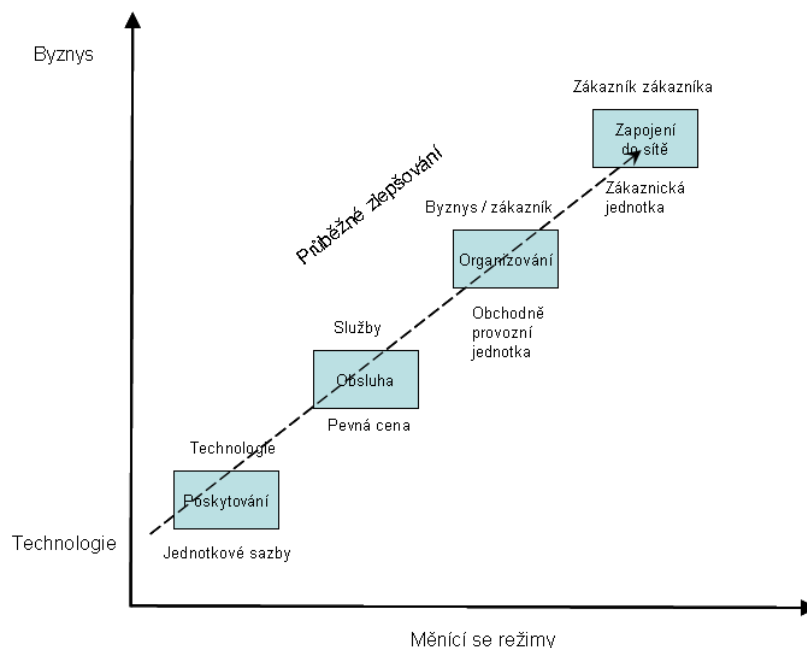 Byznys
Zákazník zákazníka
Zapojení
do sítě
Zákaznická
jednotka
Průběžné zlepšování
Byznys / zákazník
Organizování
Obchodně
provozní
jednotka
Služby
Obsluha
Pevná cena
Technologie
Poskytování
Jednotkové sazby
Technologie
Měnící se režimy